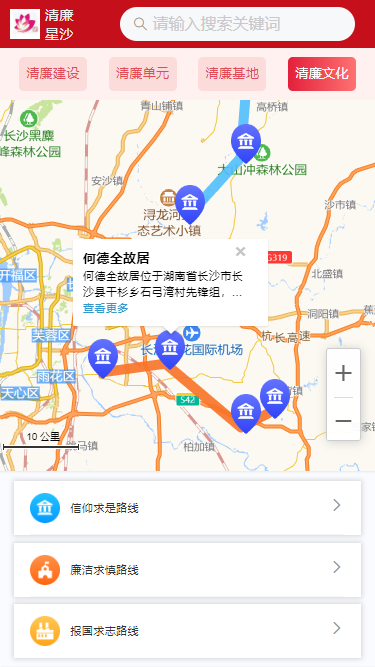 清廉
星沙
请输入搜索关键词
清廉建设
清廉单元
清廉基地
清廉文化
青山铺镇
高桥镇
长沙黑麋
峰森林公园
大山冲森林公园
安沙镇
浔龙河
态艺术小镇
沙市镇
G319
北盛镇
开福区
何德全故居
何德全故居位于湖南省长沙市长
沙县干杉乡石弓湾村先锋组，...
查看更多
洞阳镇
芙蓉区
杭长高速
花国际机场
雨花区
天心区
S42
10 公里
柏加镇
信仰求是路线
廉洁求慎路线
报国求志路线